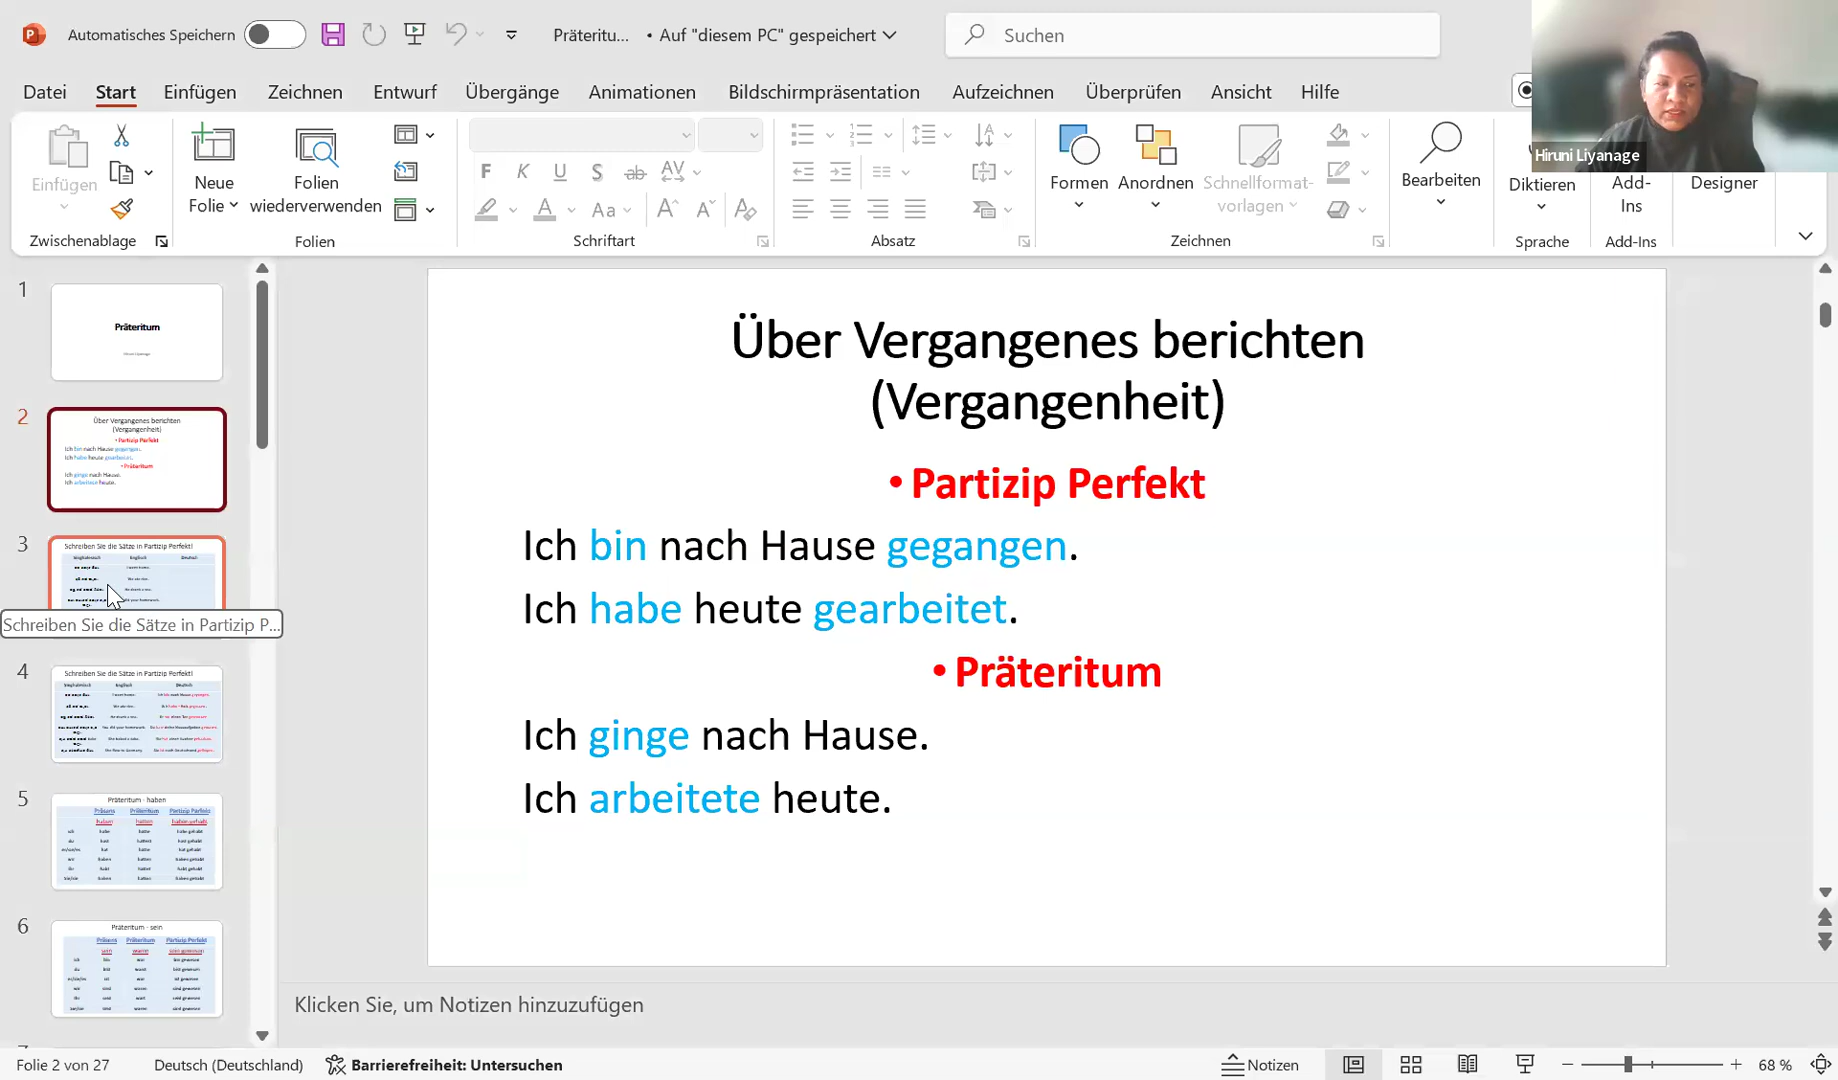 Automatisches Speichern
Präteritu... • Auf "diesem PC" gespeichert
Suchen
Datei Start Einfügen Zeichnen Entwurf Übergänge Animationen Bildschirmpräsentation Aufzeichnen Überprüfen Ansicht Hilfe
Hiruni Liyanage
Einfügen
Neue
Folie
Folien
wiederverwenden
F K U S ab AV
Aa
Formen
Anordnen
Schnellformat-
vorlagen
Bearbeiten
Diktieren
Add-
Ins
Designer
Zwischenablage Folien Schriftart Absatz Zeichnen Sprache Add-Ins
1
Präteritum
2
Über Vergangenes berichten
(Vergangenheit)
• Partizip Perfekt
Ich bin nach Hause gegangen.
Ich habe heute gearbeitet.
• Präteritum
Ich ginge nach Hause.
Ich arbeitete heute.
3
Schreiben Sie die Sätze in Partizip Perfekt!
Schreiben Sie die Sätze in Partizip P...
4
Schreiben Sie die Sätze in Partizip Perfekt!
5
Präteritum - haben
Präsens Präteritum Partizip Perfekt
6
Präteritum - sein
Präsens Präteritum Partizip Perfekt
Über Vergangenes berichten
(Vergangenheit)
• Partizip Perfekt
Ich bin nach Hause gegangen.
Ich habe heute gearbeitet.
• Präteritum
Ich ginge nach Hause.
Ich arbeitete heute.
Klicken Sie, um Notizen hinzuzufügen
Folie 2 von 27 Deutsch (Deutschland) Barrierefreiheit: Untersuchen Notizen 68 %